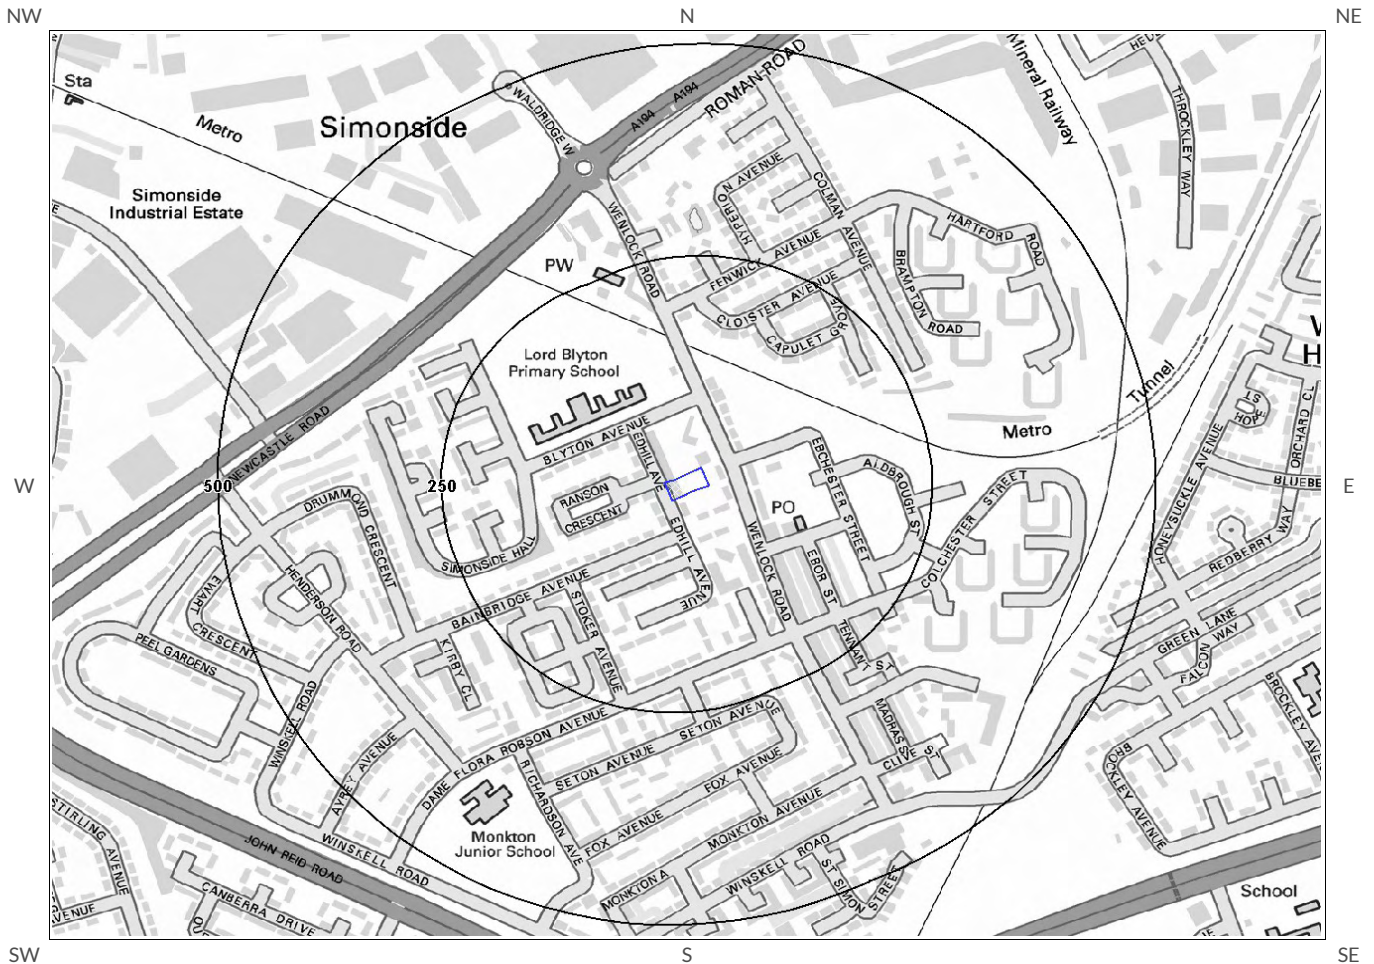 NW
N
NE
Sta
Metro
Simonside
WALDRIDGE W
A194
A194
ROMAN ROAD
Mineral Railway
THROCKLEY WAY
Simonside
Industrial Estate
HYPERION AVENUE
COLMAN AVENUE
WENLOCK ROAD
HARTFORD ROAD
PW
FENWICK AVENUE
BRAMPTON ROAD
CLOISTER AVENUE
CAPULET GROVE
Lord Blyton
Primary School
Tunnel
Metro
NEWCASTLE ROAD
BLYTON AVENUE
EDHILL AVE
EBCHESTER STREET
ALDBROUGH ST
ORCHARD CL
HONEYSUCKLE AVENUE
W
500
250
E
RANSON
CRESCENT
PO
COLCHESTER STREET
BLUEBE
DRUMMOND CRESCENT
SIMONSIDE HALL
EDHILL AVENUE
WENLOCK ROAD
EBOR ST
REDBERRY WAY
HENDERSON ROAD
EWART
CRESCENT
BAINBRIDGE AVENUE
STOKER AVENUE
TENNANT ST
GREEN LANE
FALCON WAY
PEEL GARDENS
KIRBY CL
WINSKELL ROAD
BROCKLEY AVE
DAME FLORA ROBSON AVENUE
SETON AVENUE
SETON AVENUE
MADRAS ST
CLIVE ST
AYREY AVENUE
RICHARDSON AVE
FOX AVENUE
FOX AVENUE
BROCKLEY AVENUE
Monkton
Junior School
MONKTON AVENUE
STIRLING AVENUE
JOHN REID ROAD
WINSKELL ROAD
WINSKELL ROAD
ST SIMON STREET
MONKTON A
CANBERRA DRIVE
AVENUE
School
SW
S
SE